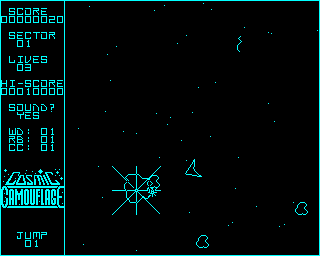 SCORE
00000020
SECTOR
01
LIVES
03
HI-SCORE
00010000
SOUND?
YES
WD: 01
RB: 01
CC: 01
COSMIC
CAMOUFLAGE
JUMP
01